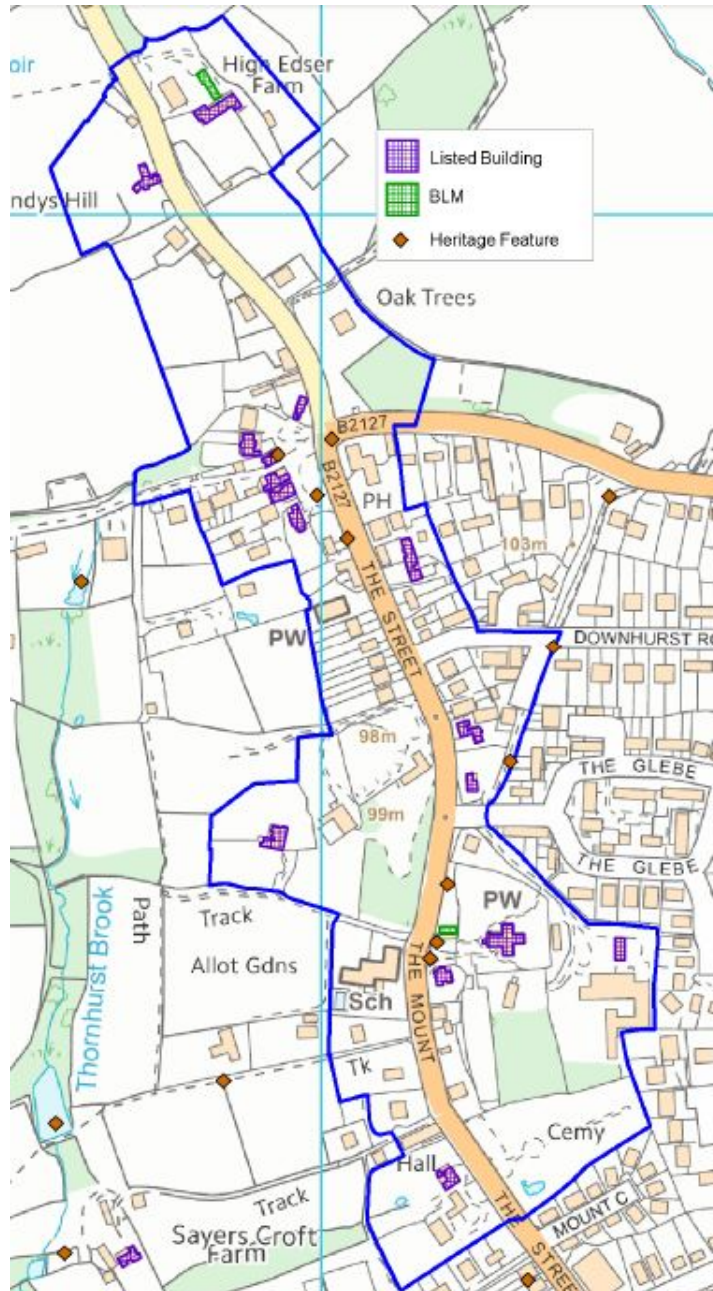 oir
High Edser
Farm
Listed Building
BLM
Heritage Feature
ndys Hill
Oak Trees
B2127
B2127
PH
103m
THE STREET
PW
DOWNHURST RO
98m
THE GLEBE
99m
THE GLEBE
Path
Track
PW
Allot Gdns
Thornhurst Brook
Sch
THE MOUNT
Tk
Cemy
Hall
Track
MOUNT C
Sayers Croft
Farm
THE STREET